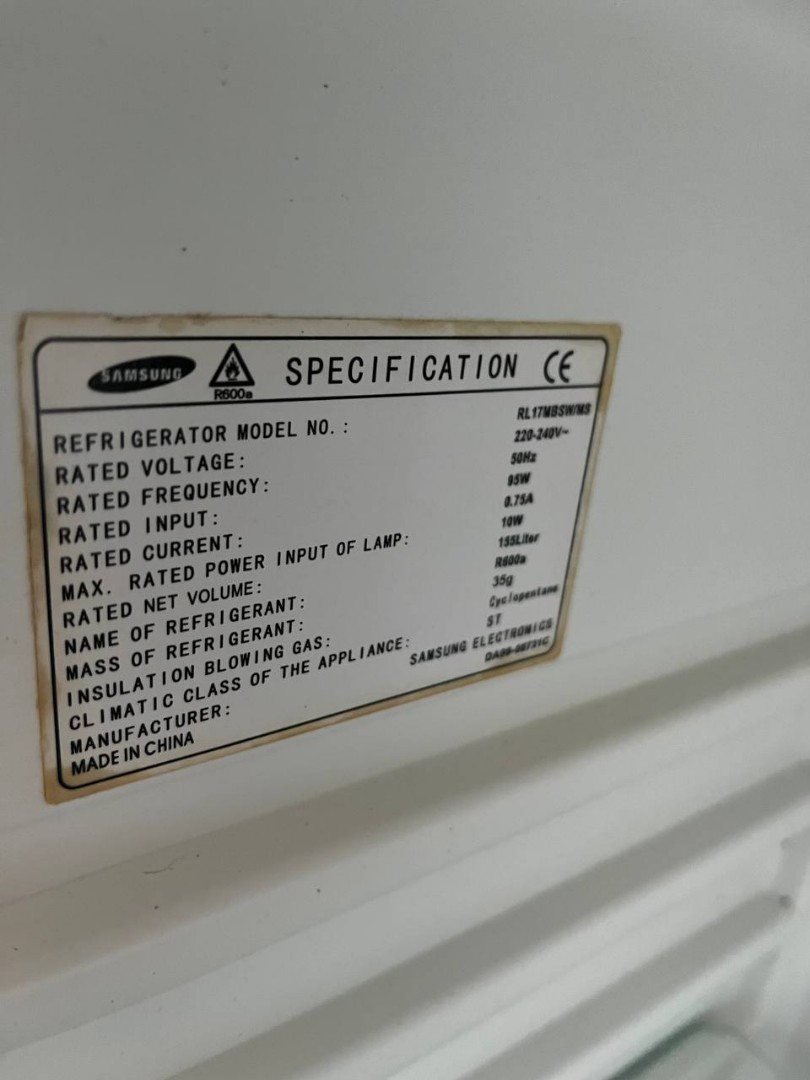 SAMSUNG R600a SPECIFICATION CE
REFRIGERATOR MODEL NO.: RL17MBSW/MS
RATED VOLTAGE: 220-240V~
RATED FREQUENCY: 50Hz
RATED INPUT: 95W
RATED CURRENT: 0.75A
MAX. RATED POWER INPUT OF LAMP: 10W
RATED NET VOLUME: 155Liter
NAME OF REFRIGERANT: R600a
MASS OF REFRIGERANT: 35g
INSULATION BLOWING GAS: Cyclopentane
CLIMATIC CLASS OF THE APPLIANCE: ST
MANUFACTURER: SAMSUNG ELECTRONICS
MADE IN CHINA